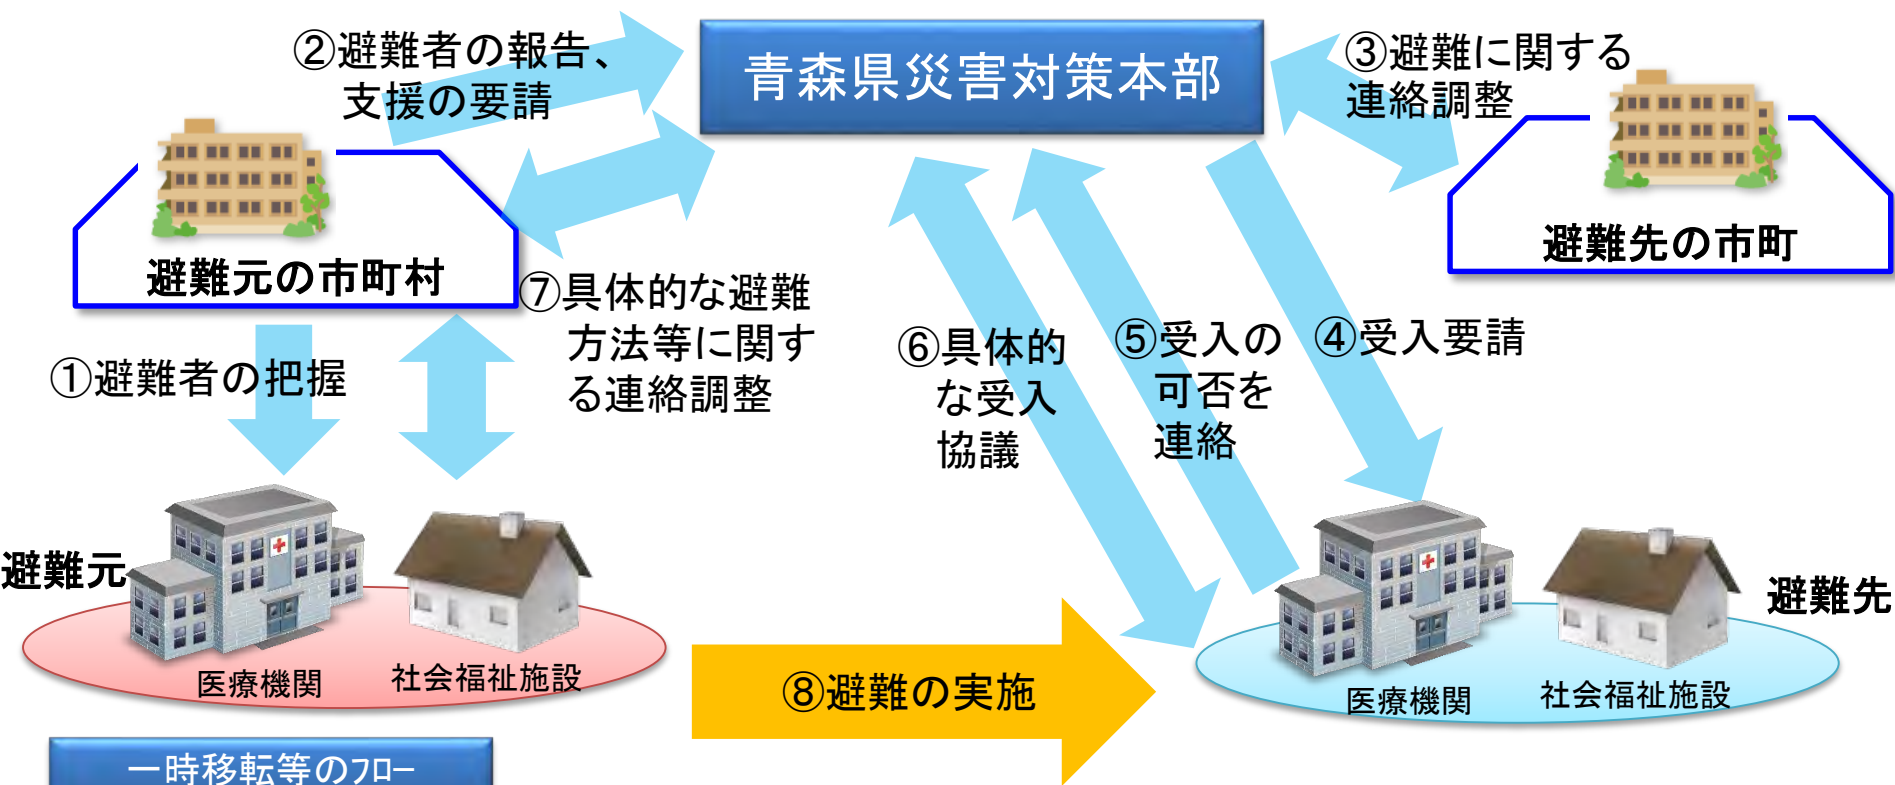 ②避難者の報告、
支援の要請
青森県災害対策本部
③避難に関する
連絡調整
避難元の市町村
避難先の市町
①避難者の把握
⑦具体的な避難
方法等に関す
る連絡調整
⑥具体的
な受入
協議
⑤受入の
可否を
連絡
④受入要請
避難元
医療機関
社会福祉施設
⑧避難の実施
避難先
医療機関
社会福祉施設
一時移転等のフロー